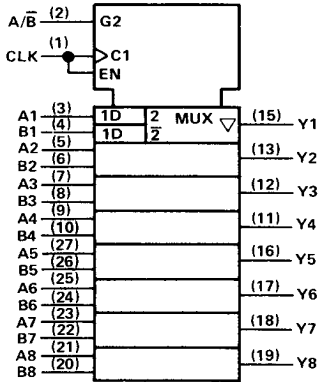 A/B̅ (2) G2
CLK (1) C1
EN
A1 (3) 1D 2 MUX ▽ (15) Y1
B1 (4) 1D 2̅
A2 (5) (13) Y2
B2 (6)
A3 (7) (12) Y3
B3 (8)
A4 (9) (11) Y4
B4 (10)
A5 (27) (16) Y5
B5 (26)
A6 (25) (17) Y6
B6 (24)
A7 (23) (18) Y7
B7 (22)
A8 (21) (19) Y8
B8 (20)